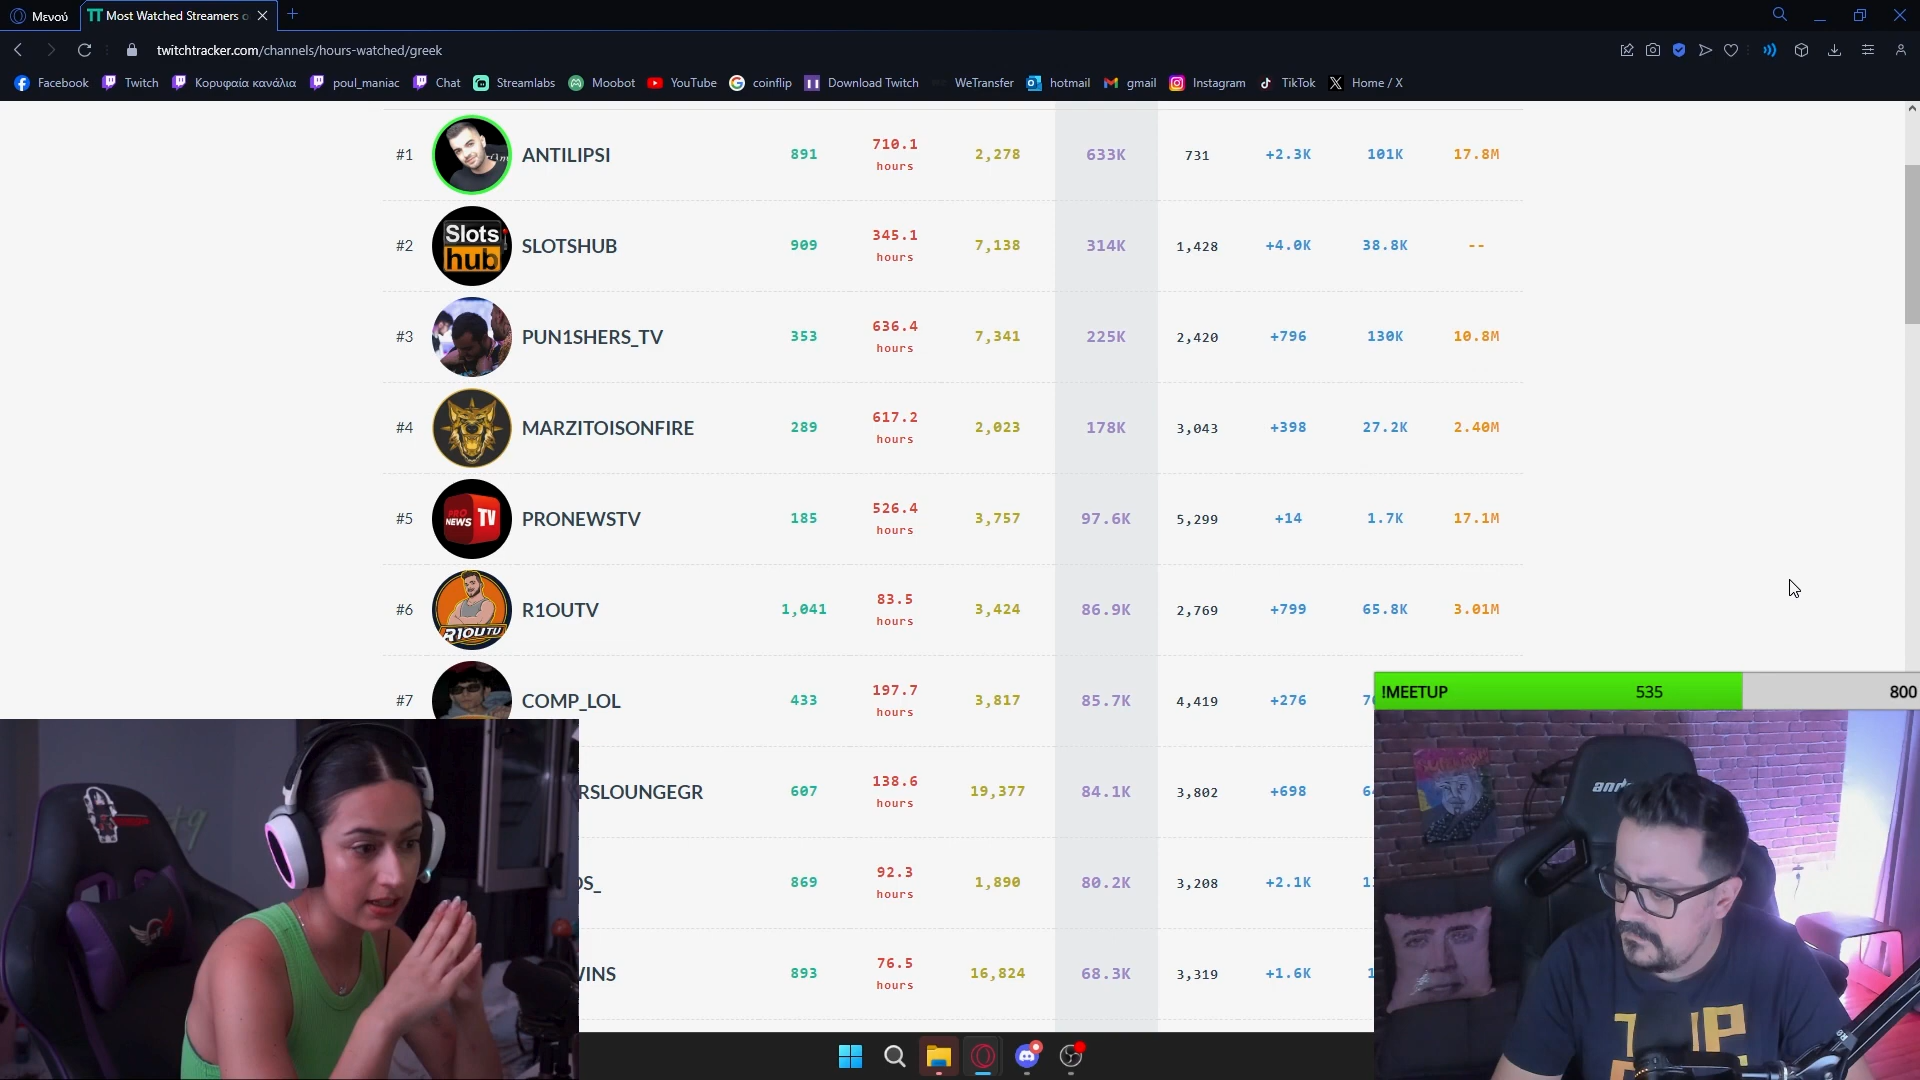 Μενού
Most Watched Streamers
twitchtracker.com/channels/hours-watched/greek
Facebook Twitch Κορυφαία κανάλια poul_maniac Chat Streamlabs Moobot YouTube coinflip Download Twitch WeTransfer hotmail gmail Instagram TikTok Home / X
#1 ANTILIPSI 891 710.1 hours 2,278 633K 731 +2.3K 101K 17.8M
Slots hub
#2 SLOTSHUB 909 345.1 hours 7,138 314K 1,428 +4.0K 38.8K --
#3 PUN1SHERS_TV 353 636.4 hours 7,341 225K 2,420 +796 130K 10.8M
#4 MARZITOISONFIRE 289 617.2 hours 2,023 178K 3,043 +398 27.2K 2.40M
PRO NEWS TV
#5 PRONEWSTV 185 526.4 hours 3,757 97.6K 5,299 +14 1.7K 17.1M
R1OUTV
#6 R1OUTV 1,041 83.5 hours 3,424 86.9K 2,769 +799 65.8K 3.01M
#7 COMP_LOL 433 197.7 hours 3,817 85.7K 4,419 +276
!MEETUP 535 800
RSLOUNGEGR 607 138.6 hours 19,377 84.1K 3,802 +698
S_ 869 92.3 hours 1,890 80.2K 3,208 +2.1K
WINS 893 76.5 hours 16,824 68.3K 3,319 +1.6K